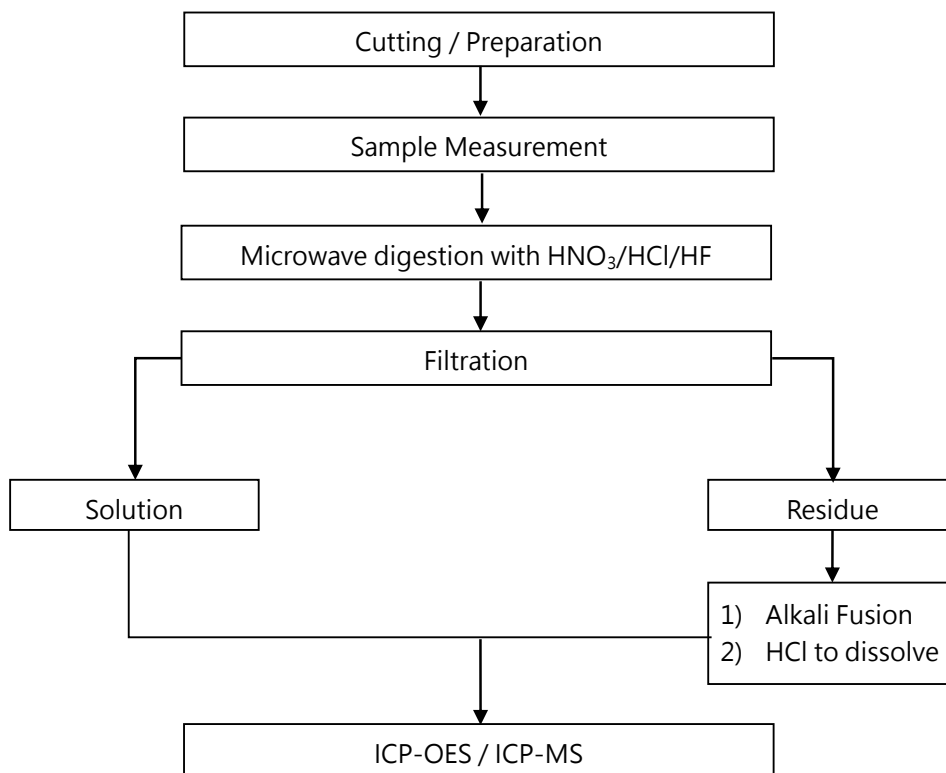 Cutting / Preparation
Sample Measurement
Microwave digestion with HNO₃/HCl/HF
Filtration
Solution
Residue
1) Alkali Fusion
2) HCl to dissolve
ICP-OES / ICP-MS